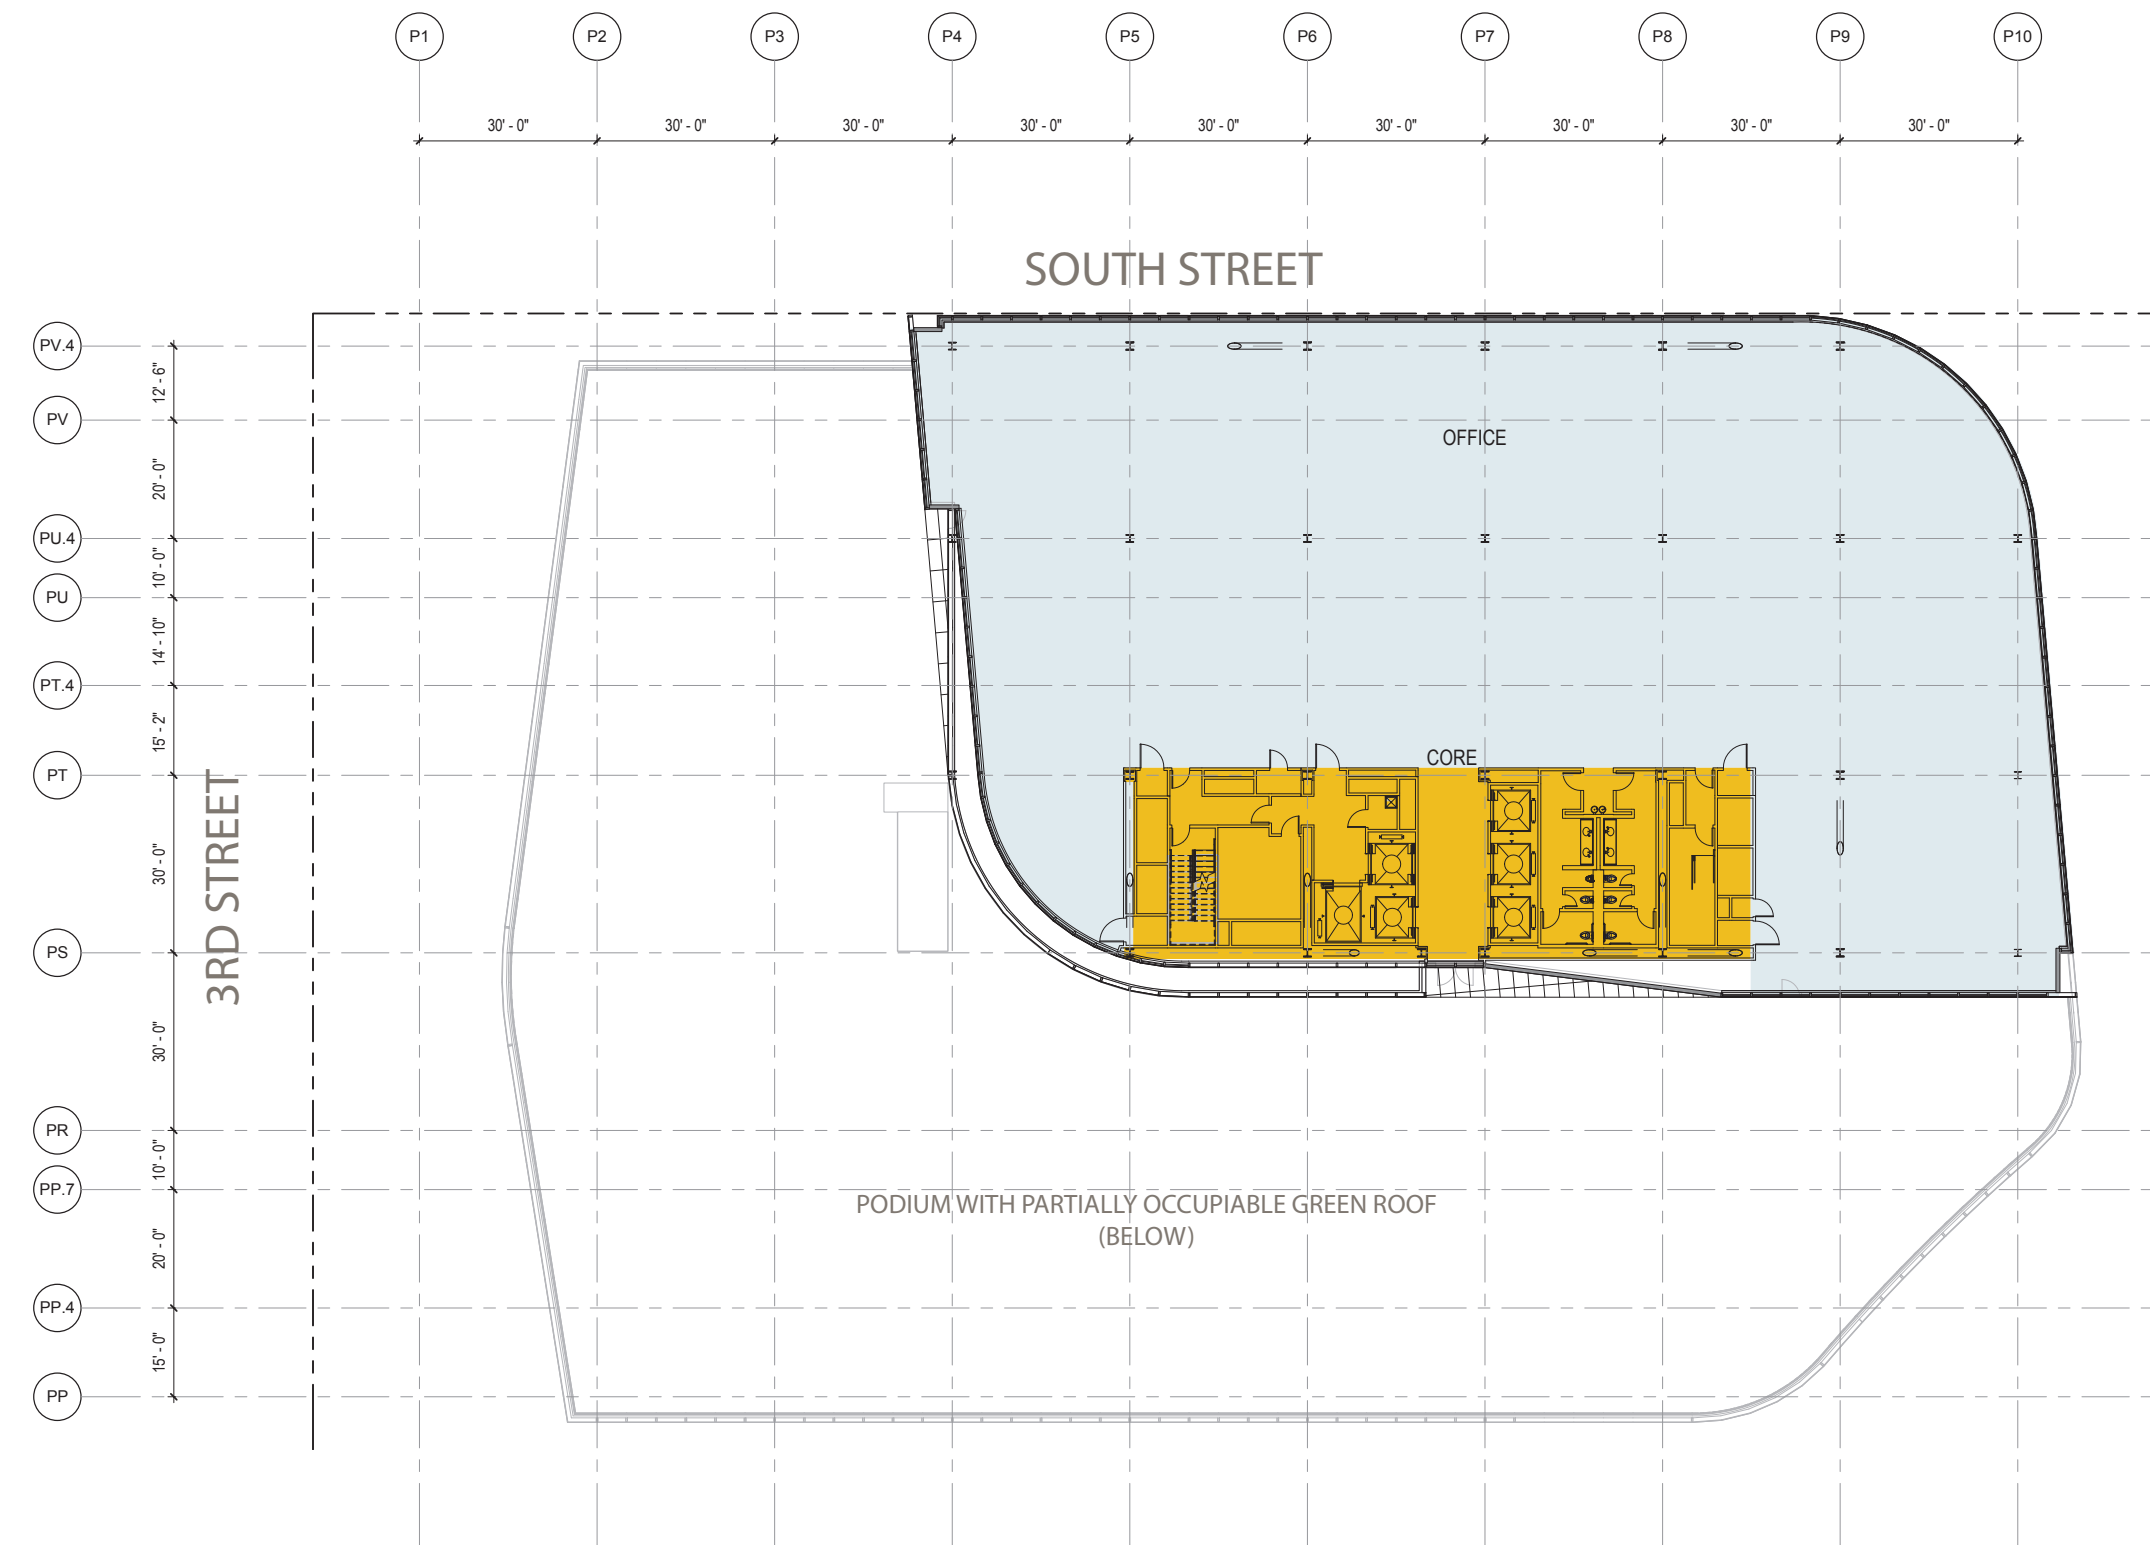 P1 P2 P3 P4 P5 P6 P7 P8 P9 P10
30' - 0" 30' - 0" 30' - 0" 30' - 0" 30' - 0" 30' - 0" 30' - 0" 30' - 0" 30' - 0"
SOUTH STREET
PV.4
12' - 6"
PV
OFFICE
20' - 0"
PU.4
10' - 0"
PU
14' - 10"
PT.4
15' - 2"
CORE
PT
30' - 0"
3RD STREET
PS
30' - 0"
PR
10' - 0"
PP.7
PODIUM WITH PARTIALLY OCCUPIABLE GREEN ROOF
(BELOW)
20' - 0"
PP.4
15' - 0"
PP